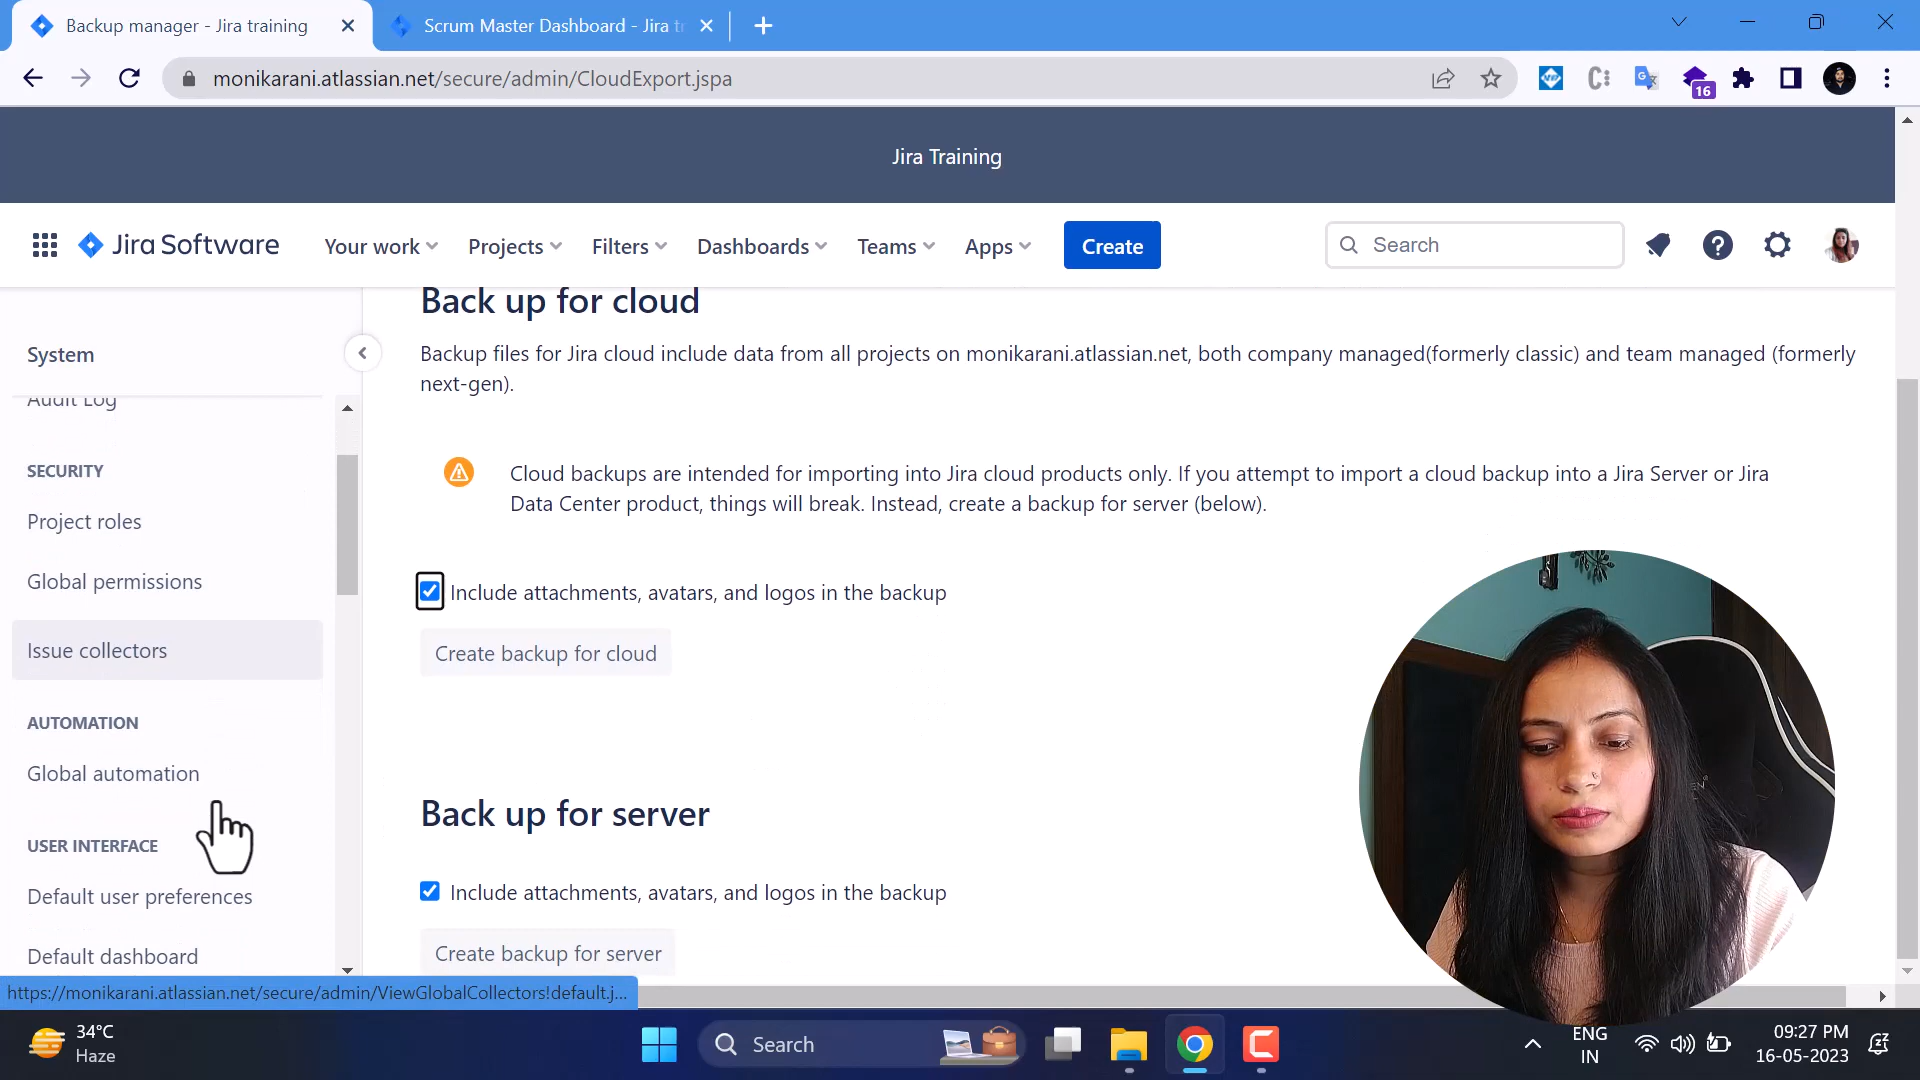 Backup manager - Jira training
Scrum Master Dashboard - Jira tr
monikarani.atlassian.net/secure/admin/CloudExport.jspa
16
Jira Training
Jira Software
Your work
Projects
Filters
Dashboards
Teams
Apps
Create
Search
System
Audit Log
SECURITY
Project roles
Global permissions
Issue collectors
AUTOMATION
Global automation
USER INTERFACE
Default user preferences
Default dashboard
Back up for cloud
Backup files for Jira cloud include data from all projects on monikarani.atlassian.net, both company managed(formerly classic) and team managed (formerly
next-gen).
Cloud backups are intended for importing into Jira cloud products only. If you attempt to import a cloud backup into a Jira Server or Jira
Data Center product, things will break. Instead, create a backup for server (below).
Include attachments, avatars, and logos in the backup
Create backup for cloud
Back up for server
Include attachments, avatars, and logos in the backup
Create backup for server
https://monikarani.atlassian.net/secure/admin/ViewGlobalCollectors!default.j...
34°C
Haze
Search
ENG
IN
09:27 PM
16-05-2023